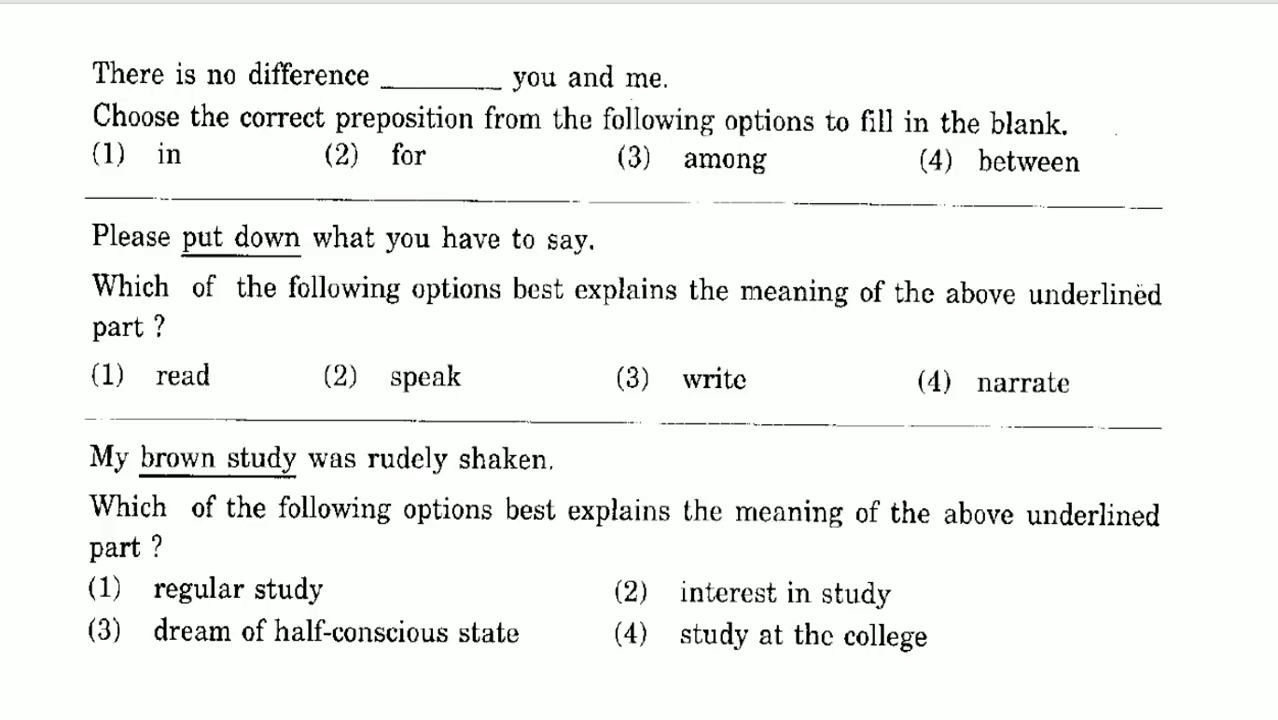 There is no difference ________ you and me.
Choose the correct preposition from the following options to fill in the blank.
(1) in (2) for (3) among (4) between
Please put down what you have to say.
Which of the following options best explains the meaning of the above underlined
part ?
(1) read (2) speak (3) write (4) narrate
My brown study was rudely shaken.
Which of the following options best explains the meaning of the above underlined
part ?
(1) regular study (2) interest in study
(3) dream of half-conscious state (4) study at the college